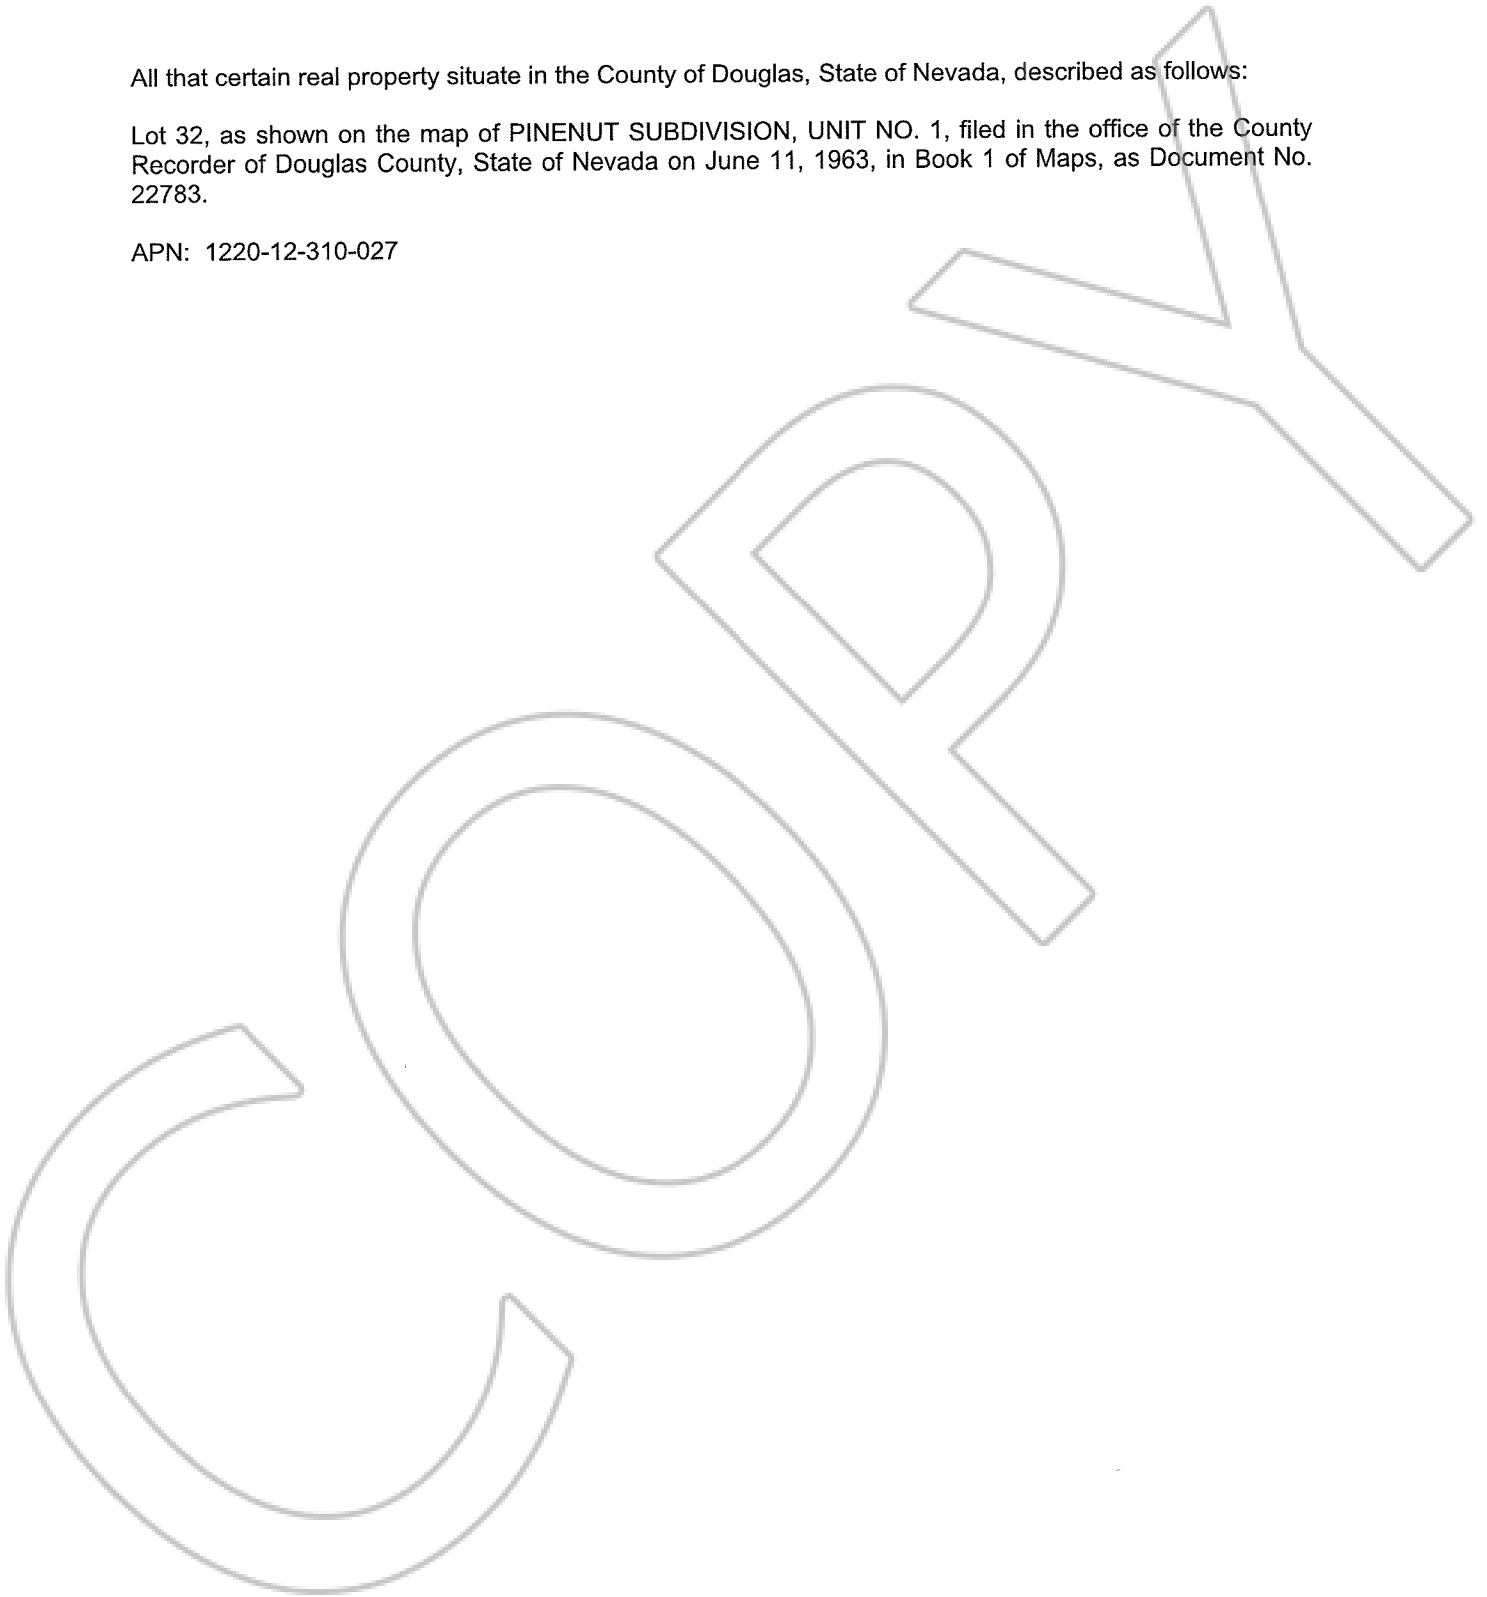 All that certain real property situate in the County of Douglas, State of Nevada, described as follows:
Lot 32, as shown on the map of PINENUT SUBDIVISION, UNIT NO. 1, filed in the office of the County
Recorder of Douglas County, State of Nevada on June 11, 1963, in Book 1 of Maps, as Document No.
22783.
APN: 1220-12-310-027
COPY